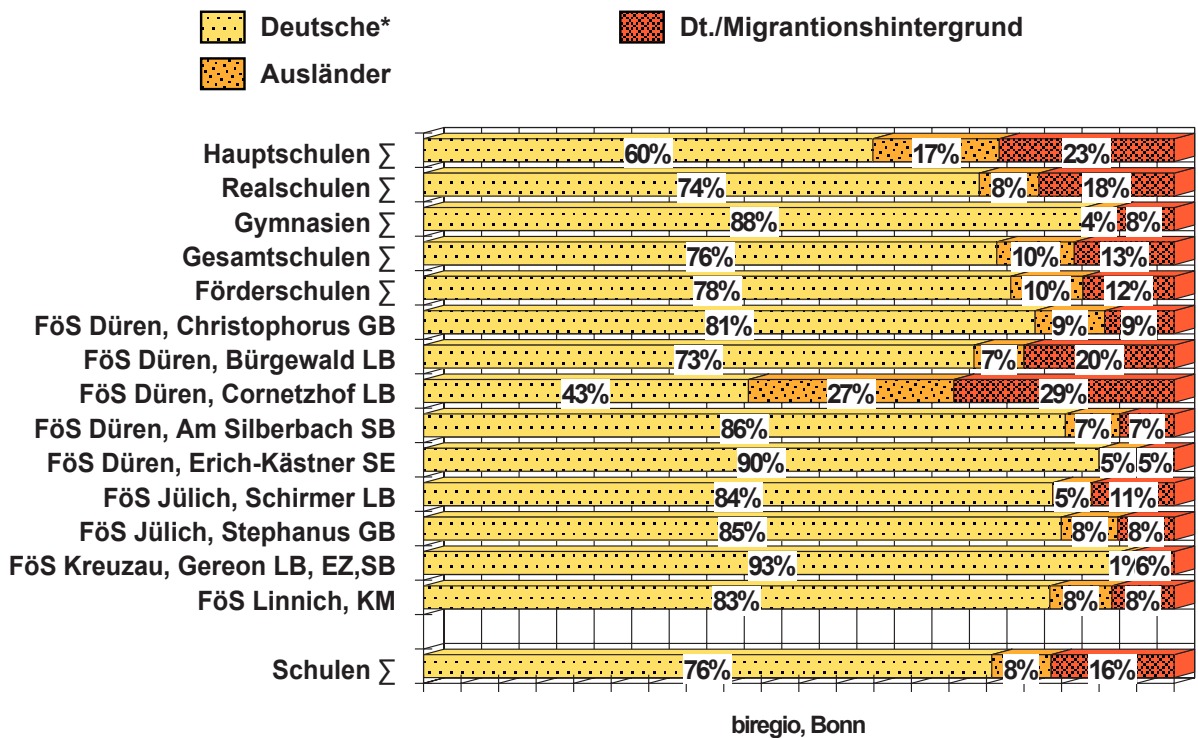 Deutsche* Dt./Migrantionshintergrund
Ausländer
Hauptschulen ∑ 60% 17% 23%
Realschulen ∑ 74% 8% 18%
Gymnasien ∑ 88% 4% 8%
Gesamtschulen ∑ 76% 10% 13%
Förderschulen ∑ 78% 10% 12%
FöS Düren, Christophorus GB 81% 9% 9%
FöS Düren, Bürgewald LB 73% 7% 20%
FöS Düren, Cornetzhof LB 43% 27% 29%
FöS Düren, Am Silberbach SB 86% 7% 7%
FöS Düren, Erich-Kästner SE 90% 5% 5%
FöS Jülich, Schirmer LB 84% 5% 11%
FöS Jülich, Stephanus GB 85% 8% 8%
FöS Kreuzau, Gereon LB, EZ,SB 93% 1% 6%
FöS Linnich, KM 83% 8% 8%
Schulen ∑ 76% 8% 16%
biregio, Bonn